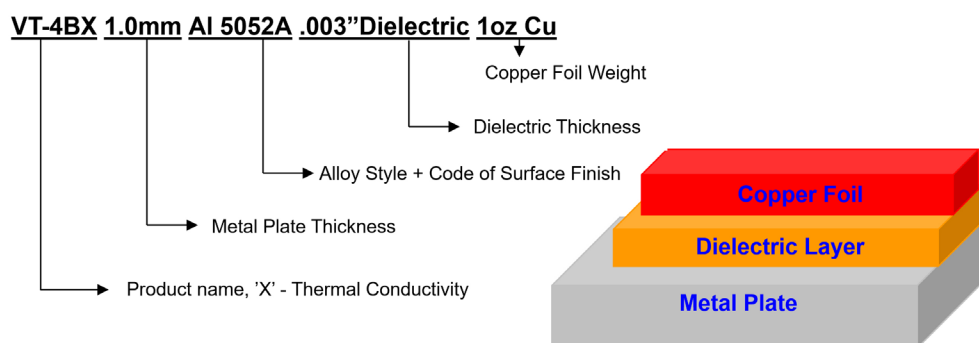 VT-4BX 1.0mm Al 5052A .003”Dielectric 1oz Cu
Copper Foil Weight
Dielectric Thickness
Alloy Style + Code of Surface Finish
Metal Plate Thickness
Product name, ’X’ - Thermal Conductivity
Copper Foil
Dielectric Layer
Metal Plate